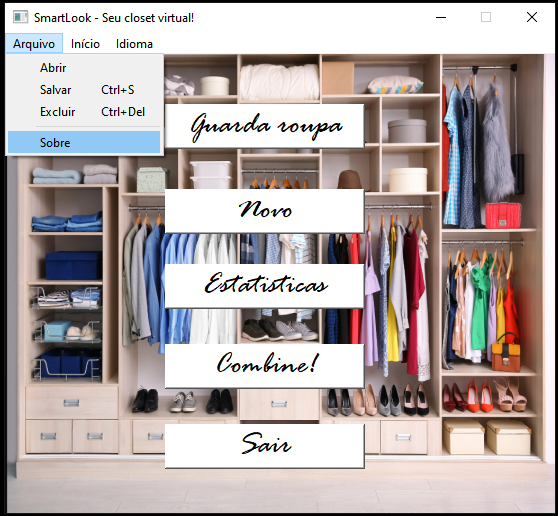 SmartLook - Seu closet virtual!
Arquivo Início Idioma
Abrir
Salvar Ctrl+S
Excluir Ctrl+Del
Sobre
Guarda roupa
Novo
Estatisticas
Combine!
Sair